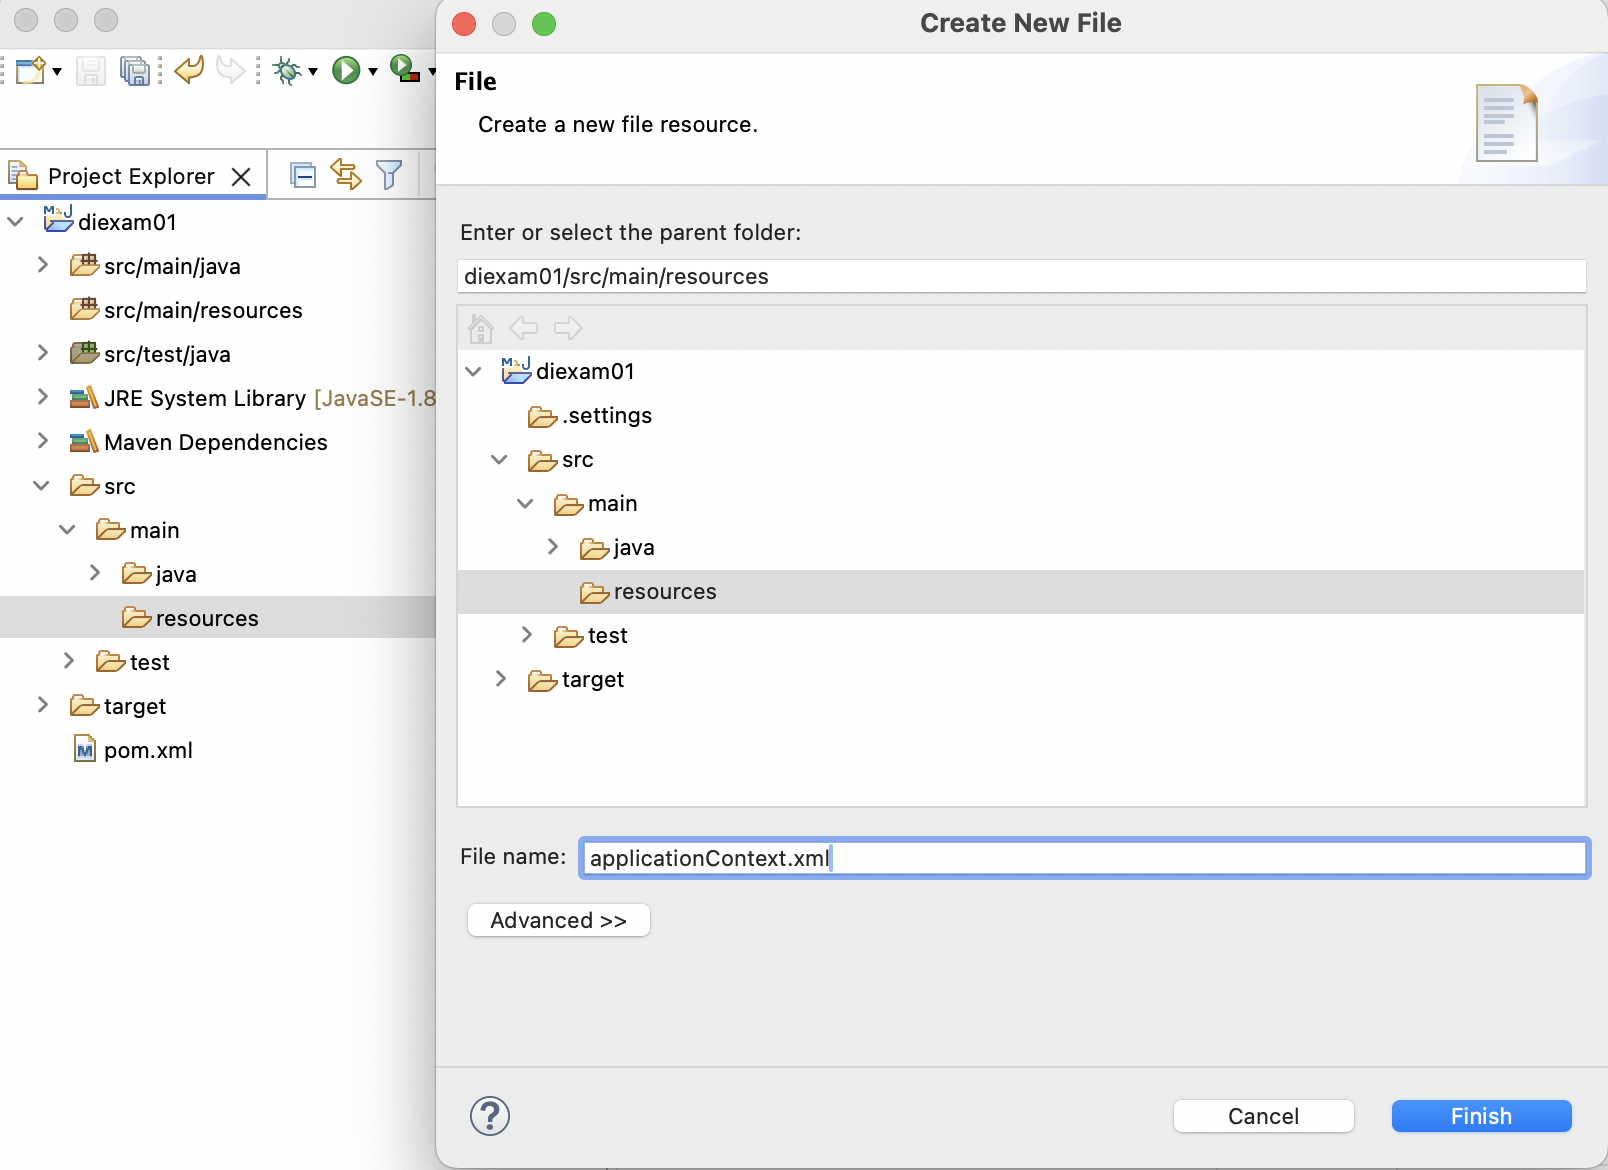 Create New File
File
Create a new file resource.
Project Explorer
diexam01
src/main/java
src/main/resources
src/test/java
JRE System Library [JavaSE-1.8
Maven Dependencies
src
main
java
resources
test
target
pom.xml
Enter or select the parent folder:
diexam01/src/main/resources
diexam01
.settings
src
main
java
resources
test
target
File name: applicationContext.xml
Advanced >>
Cancel
Finish